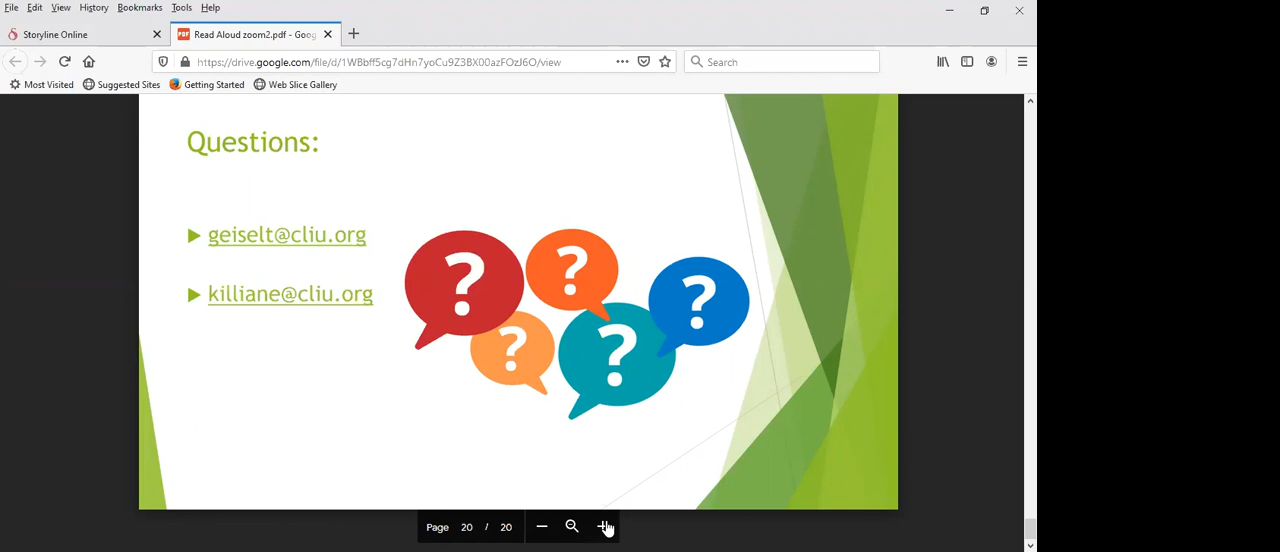 File Edit View History Bookmarks Tools Help
Storyline Online Read Aloud zoom2.pdf - Goog
https://drive.google.com/file/d/1WBbff5cg7dHn7yoCu9Z3BX00azFOzJ6O/view Search
Most Visited Suggested Sites Getting Started Web Slice Gallery
Questions:
geiselt@cliu.org
killiane@cliu.org
? ? ? ? ?
Page 20 / 20